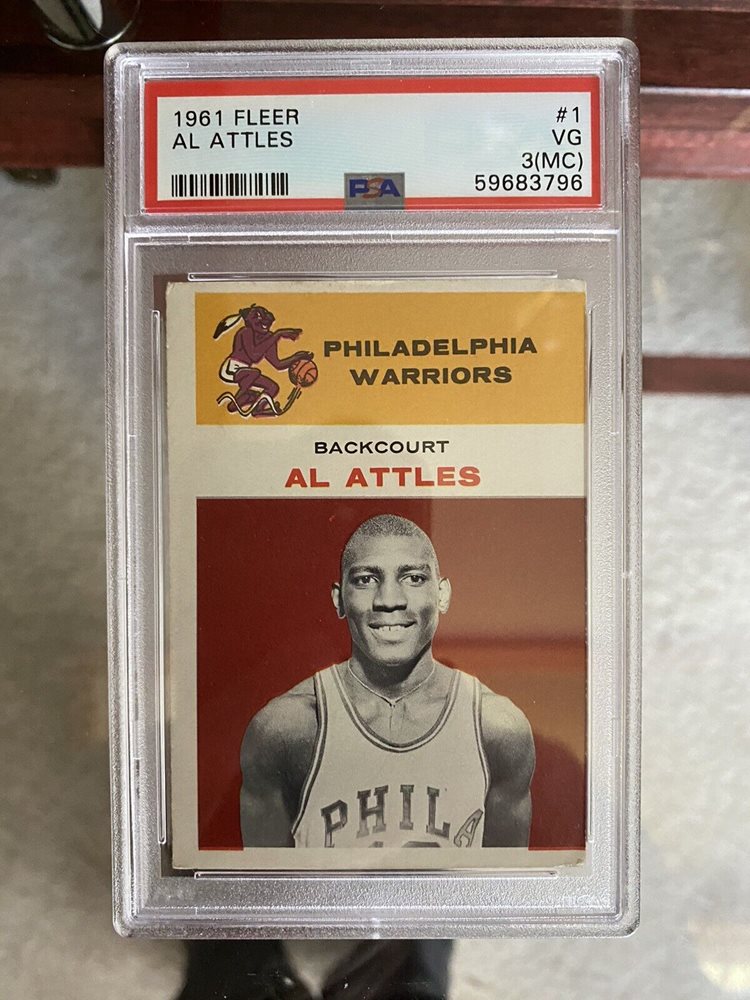 1961 FLEER #1
AL ATTLES VG
3(MC)
PSA 59683796
PHILADELPHIA
WARRIORS
BACKCOURT
AL ATTLES
PHILA